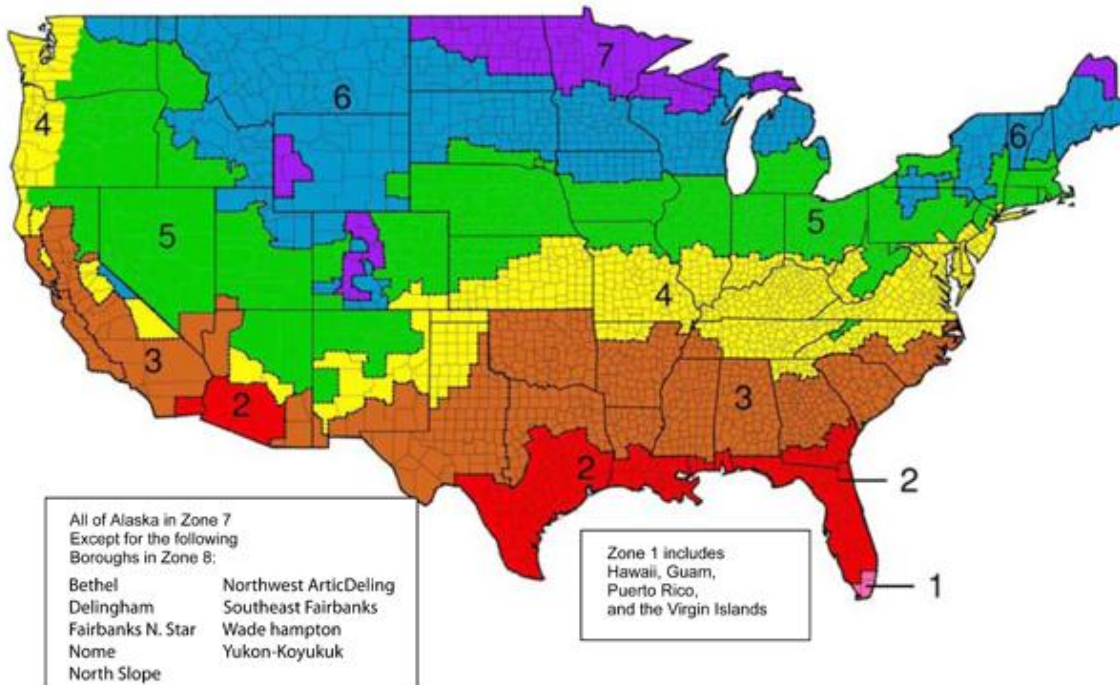 7
6
4
6
5
5
4
3
3
2
2
2
1
All of Alaska in Zone 7
Except for the following
Boroughs in Zone 8:
Bethel Northwest ArticDeling
Delingham Southeast Fairbanks
Fairbanks N. Star Wade hampton
Nome Yukon-Koyukuk
North Slope
Zone 1 includes
Hawaii, Guam,
Puerto Rico,
and the Virgin Islands